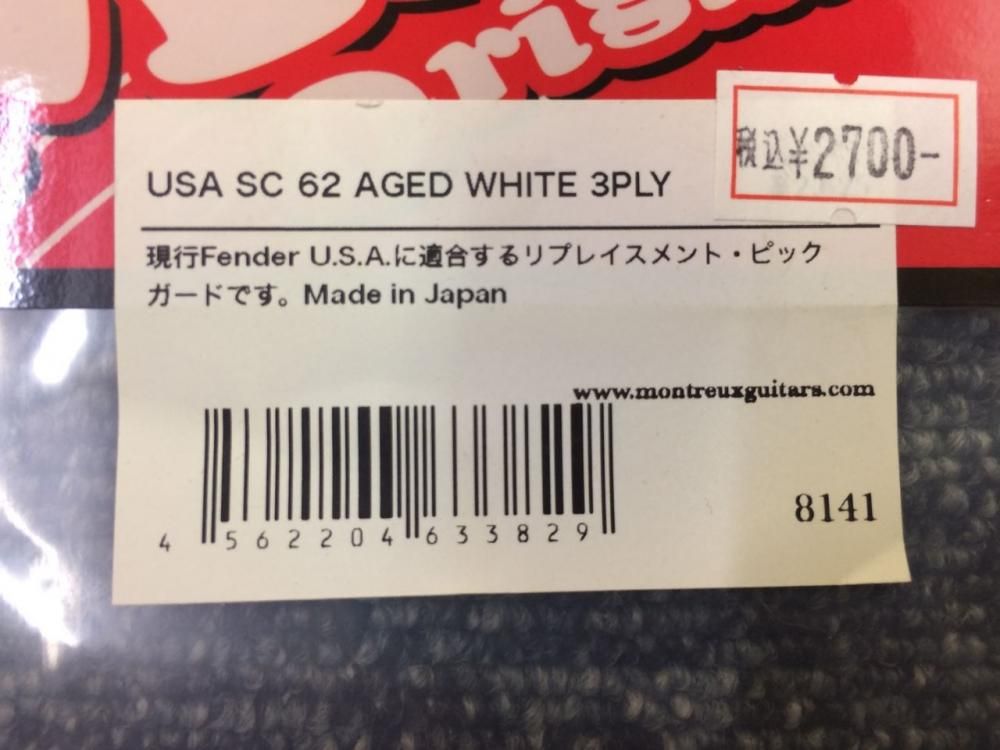 Orig
税込¥2700-
USA SC 62 AGED WHITE 3PLY
現行Fender U.S.A.に適合するリプレイスメント・ピック
ガードです。Made in Japan
www.montreuxguitars.com
4 562204 633829
8141